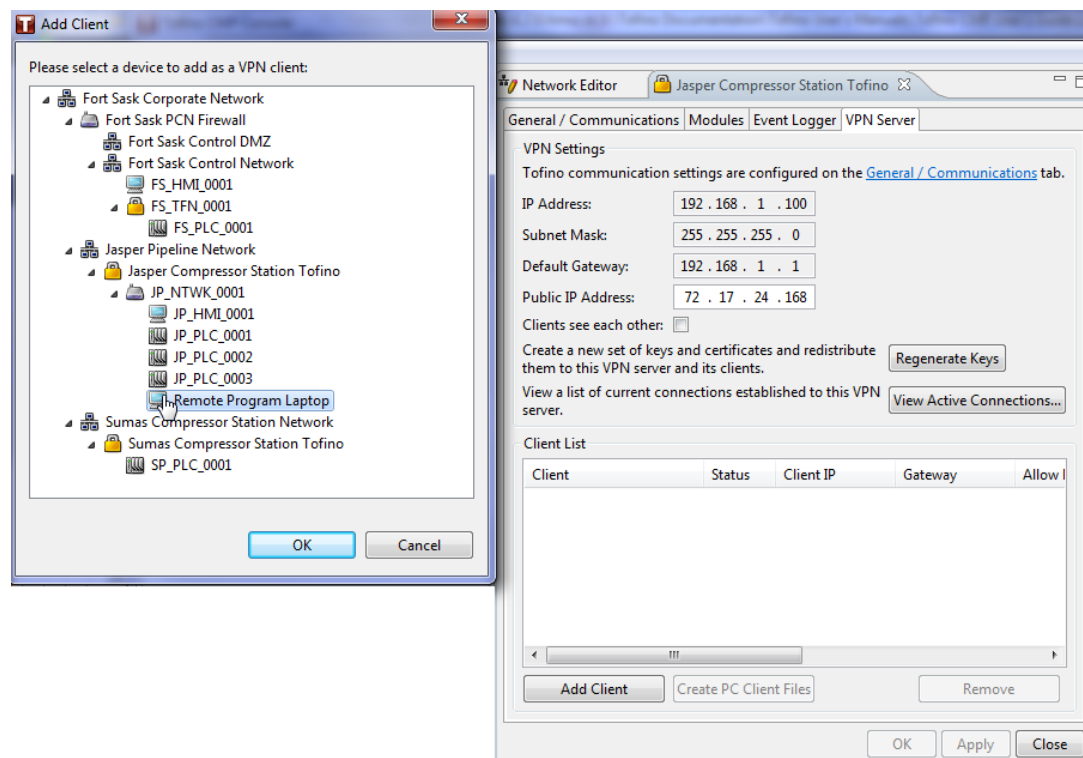 Add Client
Please select a device to add as a VPN client:
Fort Sask Corporate Network
Fort Sask PCN Firewall
Fort Sask Control DMZ
Fort Sask Control Network
FS_HMI_0001
FS_TFN_0001
FS_PLC_0001
Jasper Pipeline Network
Jasper Compressor Station Tofino
JP_NTWK_0001
JP_HMI_0001
JP_PLC_0001
JP_PLC_0002
JP_PLC_0003
Remote Program Laptop
Sumas Compressor Station Network
Sumas Compressor Station Tofino
SP_PLC_0001
OK Cancel
Network Editor Jasper Compressor Station Tofino
General / Communications Modules Event Logger VPN Server
VPN Settings
Tofino communication settings are configured on the General / Communications tab.
IP Address: 192 . 168 . 1 . 100
Subnet Mask: 255 . 255 . 255 . 0
Default Gateway: 192 . 168 . 1 . 1
Public IP Address: 72 . 17 . 24 . 168
Clients see each other:
Create a new set of keys and certificates and redistribute
them to this VPN server and its clients.
Regenerate Keys
View a list of current connections established to this VPN
server.
View Active Connections...
Client List
Client Status Client IP Gateway Allow
Add Client Create PC Client Files Remove
OK Apply Close